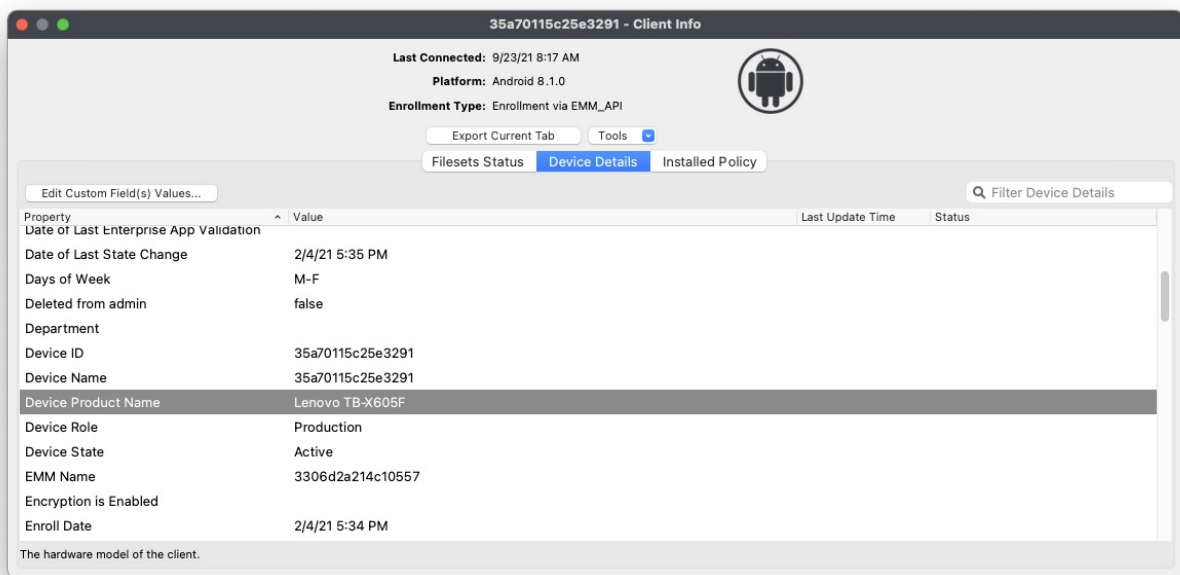 35a70115c25e3291 - Client Info
Last Connected: 9/23/21 8:17 AM
Platform: Android 8.1.0
Enrollment Type: Enrollment via EMM_API
Export Current Tab Tools
Filesets Status Device Details Installed Policy
Edit Custom Field(s) Values... Filter Device Details
Property Value Last Update Time Status
Date of Last Enterprise App Validation
Date of Last State Change 2/4/21 5:35 PM
Days of Week M-F
Deleted from admin false
Department
Device ID 35a70115c25e3291
Device Name 35a70115c25e3291
Device Product Name Lenovo TB-X605F
Device Role Production
Device State Active
EMM Name 3306d2a214c10557
Encryption is Enabled
Enroll Date 2/4/21 5:34 PM
The hardware model of the client.